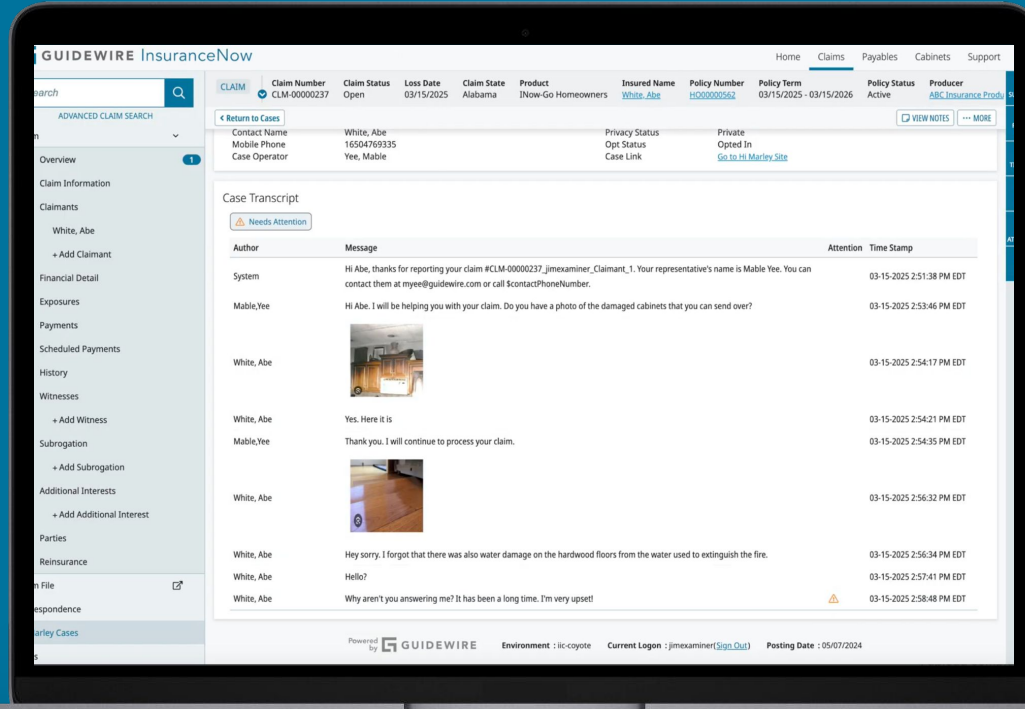 GUIDEWIRE InsuranceNow
Home Claims Payables Cabinets Support
earch
ADVANCED CLAIM SEARCH
m
Overview 1
Claim Information
Claimants
White, Abe
+ Add Claimant
Financial Detail
Exposures
Payments
Scheduled Payments
History
Witnesses
+ Add Witness
Subrogation
+ Add Subrogation
Additional Interests
+ Add Additional Interest
Parties
Reinsurance
m File
espondence
arley Cases
s
CLAIM
Claim Number Claim Status Loss Date Claim State Product Insured Name Policy Number Policy Term Policy Status Producer
CLM-00000237 Open 03/15/2025 Alabama INow-Go Homeowners White, Abe HO00000562 03/15/2025 - 03/15/2026 Active ABC Insurance Produ
< Return to Cases VIEW NOTES ... MORE
Contact Name White, Abe Privacy Status Private
Mobile Phone 16504769335 Opt Status Opted In
Case Operator Yee, Mable Case Link Go to Hi Marley Site
Case Transcript
Needs Attention
Author Message Attention Time Stamp
System Hi Abe, thanks for reporting your claim #CLM-00000237_jimexaminer_Claimant_1. Your representative's name is Mable Yee. You can
contact them at myee@guidewire.com or call $contactPhoneNumber. 03-15-2025 2:51:38 PM EDT
Mable,Yee Hi Abe. I will be helping you with your claim. Do you have a photo of the damaged cabinets that you can send over? 03-15-2025 2:53:46 PM EDT
White, Abe 03-15-2025 2:54:17 PM EDT
White, Abe Yes. Here it is 03-15-2025 2:54:21 PM EDT
Mable,Yee Thank you. I will continue to process your claim. 03-15-2025 2:54:35 PM EDT
White, Abe 03-15-2025 2:56:32 PM EDT
White, Abe Hey sorry. I forgot that there was also water damage on the hardwood floors from the water used to extinguish the fire. 03-15-2025 2:56:34 PM EDT
White, Abe Hello? 03-15-2025 2:57:41 PM EDT
White, Abe Why aren't you answering me? It has been a long time. I'm very upset! 03-15-2025 2:58:48 PM EDT
Powered by GUIDEWIRE Environment : iic-coyote Current Logon : jimexaminer(Sign Out) Posting Date : 05/07/2024